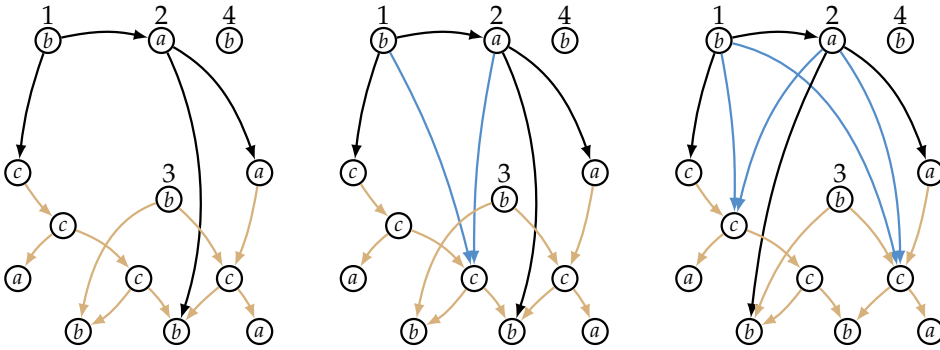 1 2 4 1 2 4 1 2 4
b a b b a b b a b
c a c a c a
3 3 3
b b b
c c c
a c c a c c a c c
b b a b b a b b a